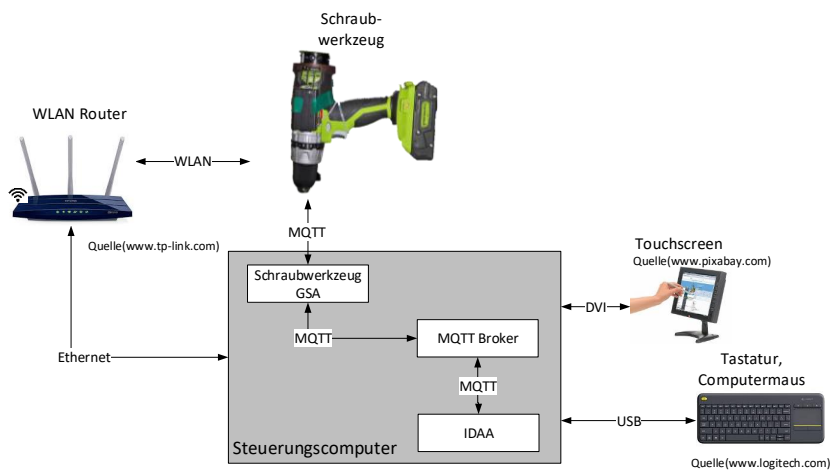 Schraub-
werkzeug
WLAN Router
WLAN
Quelle(www.tp-link.com)
MQTT
Schraubwerkzeug
GSA
MQTT
MQTT Broker
MQTT
IDAA
Steuerungscomputer
Ethernet
Touchscreen
Quelle(www.pixabay.com)
DVI
Tastatur,
Computermaus
USB
Quelle(www.logitech.com)